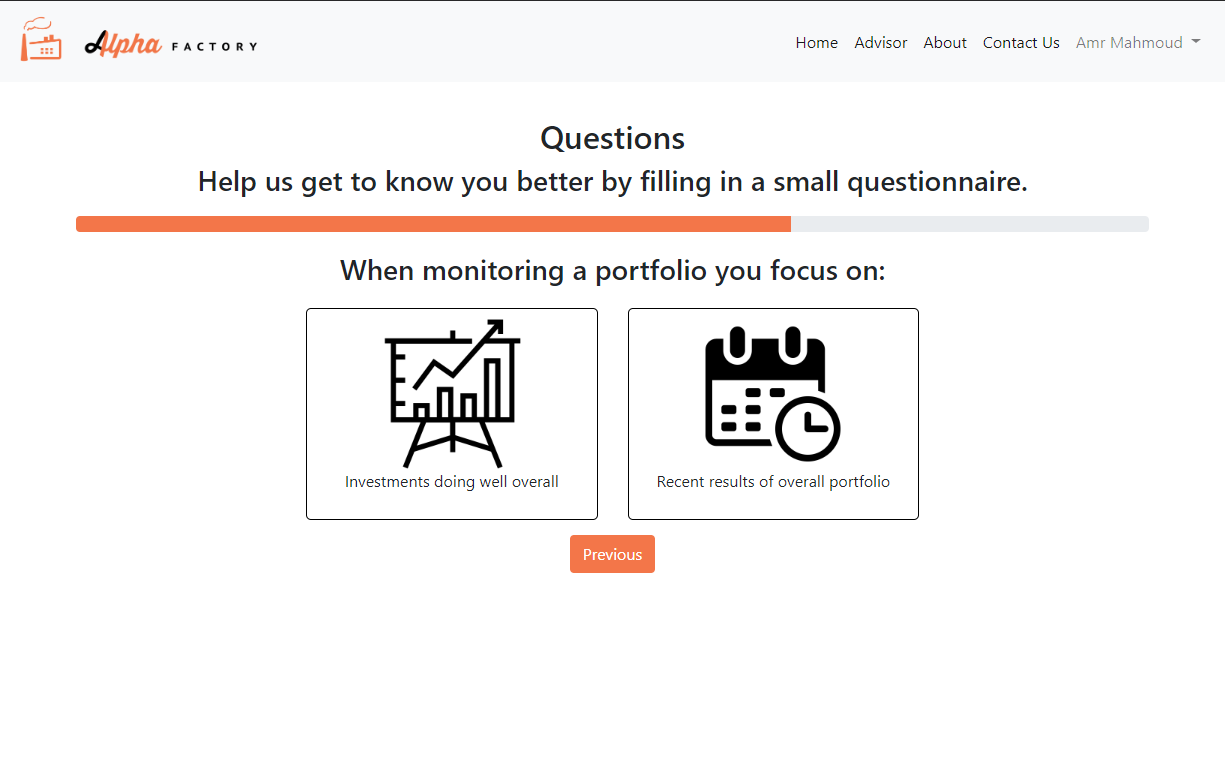 Alpha FACTORY
Home Advisor About Contact Us Amr Mahmoud
Questions
Help us get to know you better by filling in a small questionnaire.
When monitoring a portfolio you focus on:
Investments doing well overall
Recent results of overall portfolio
Previous